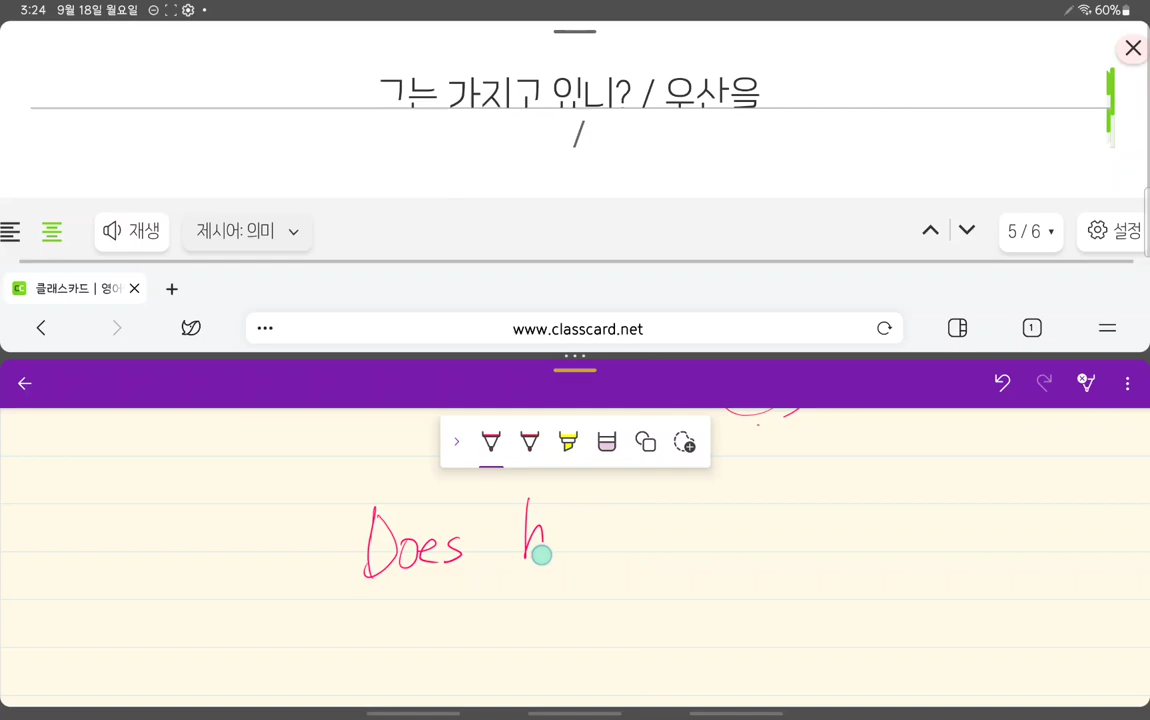 3:24 9월 18일 월요일 60%
그는 가지고 있니? / 우산을
/
재생 제시어: 의미 5 / 6 설정
클래스카드 | 영어
www.classcard.net 1
Does h